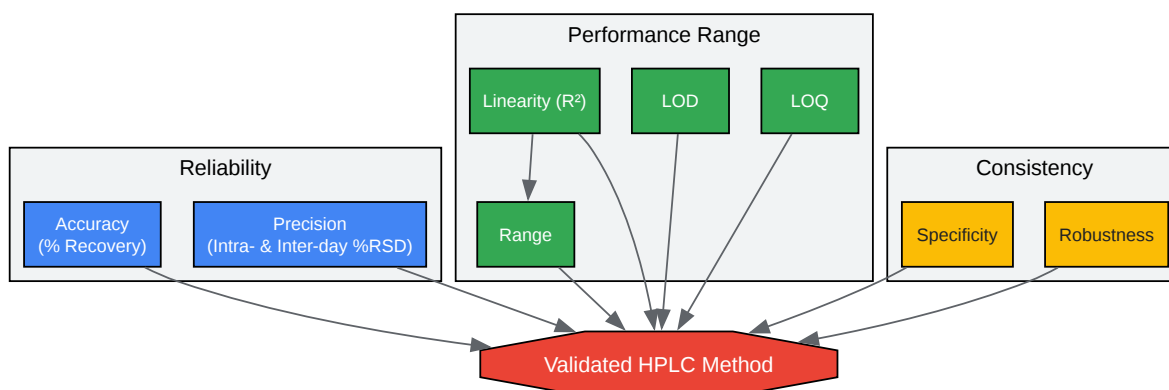 Performance Range
Linearity (R²)
LOD
LOQ
Range
Reliability
Accuracy
(% Recovery)
Precision
(Intra- & Inter-day %RSD)
Consistency
Specificity
Robustness
Validated HPLC Method